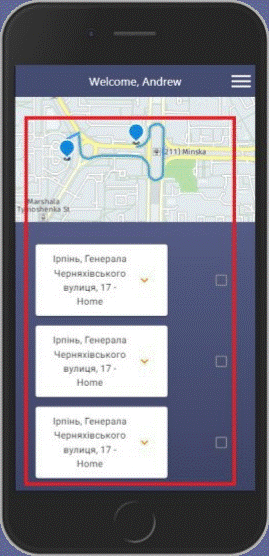 Welcome, Andrew
(211) Minska
Marshala
Tymoshenka St
Ірпінь, Генерала
Черняхівського
вулиця, 17 -
Home
Ірпінь, Генерала
Черняхівського
вулиця, 17 -
Home
Ірпінь, Генерала
Черняхівського
вулиця, 17 -
Home